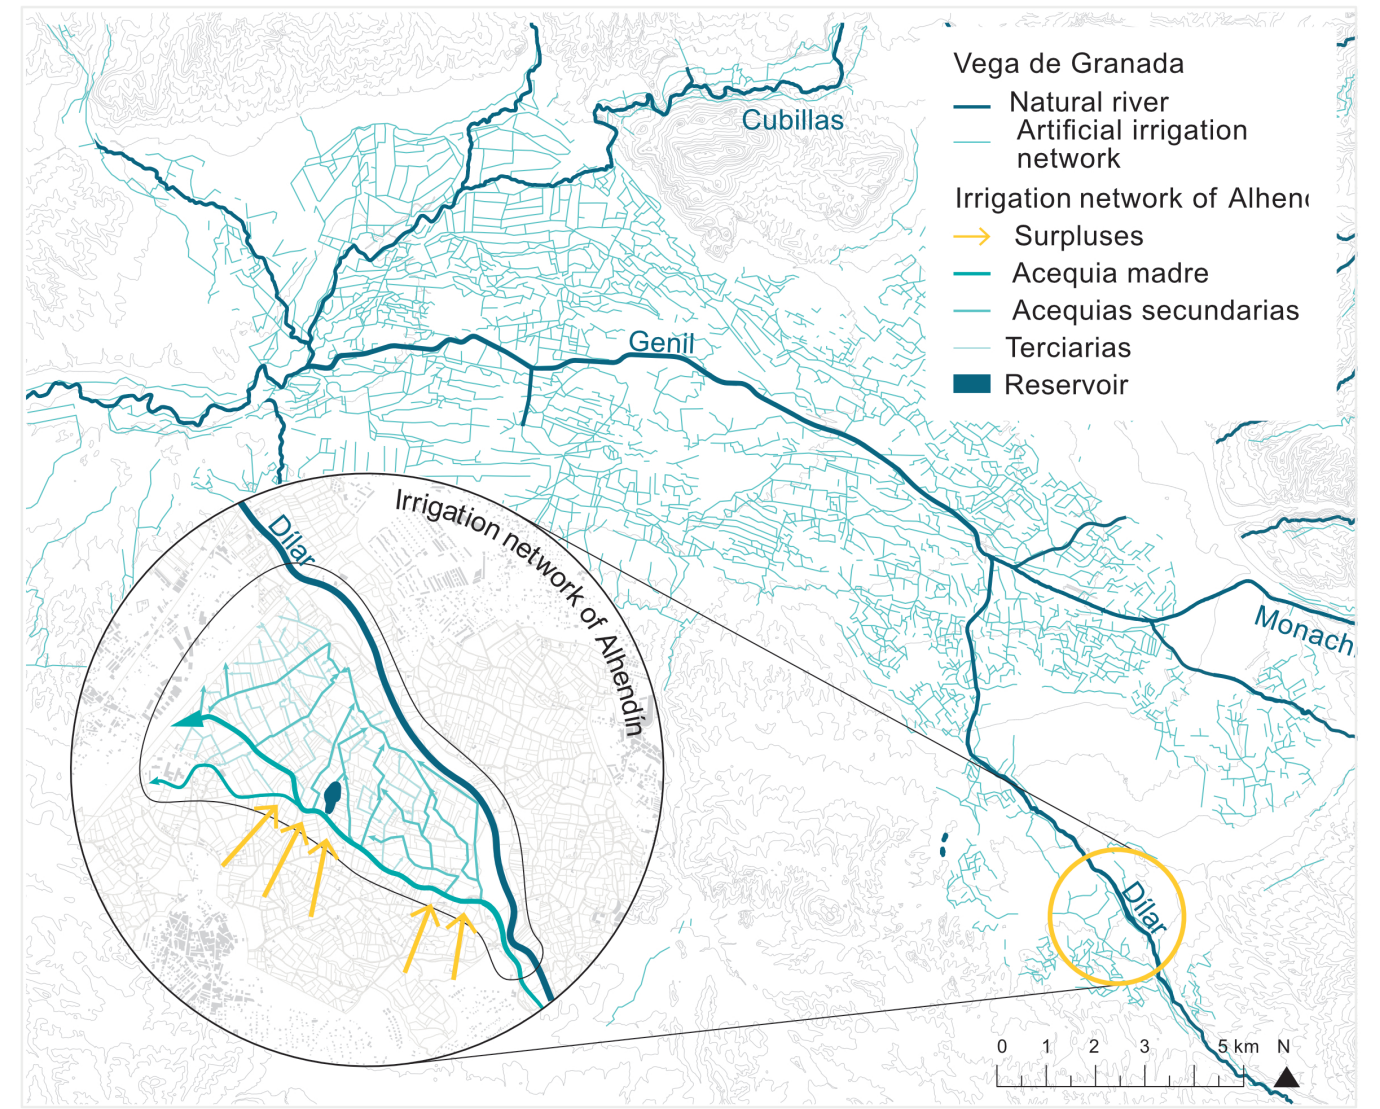 Vega de Granada
Natural river
Artificial irrigation
network
Irrigation network of Alhen
Surpluses
Acequia madre
Acequias secundarias
Terciarias
Reservoir
Cubillas
Genil
Irrigation network of Alhendín
Dílar
Monach
Dílar
0 1 2 3 5 km N